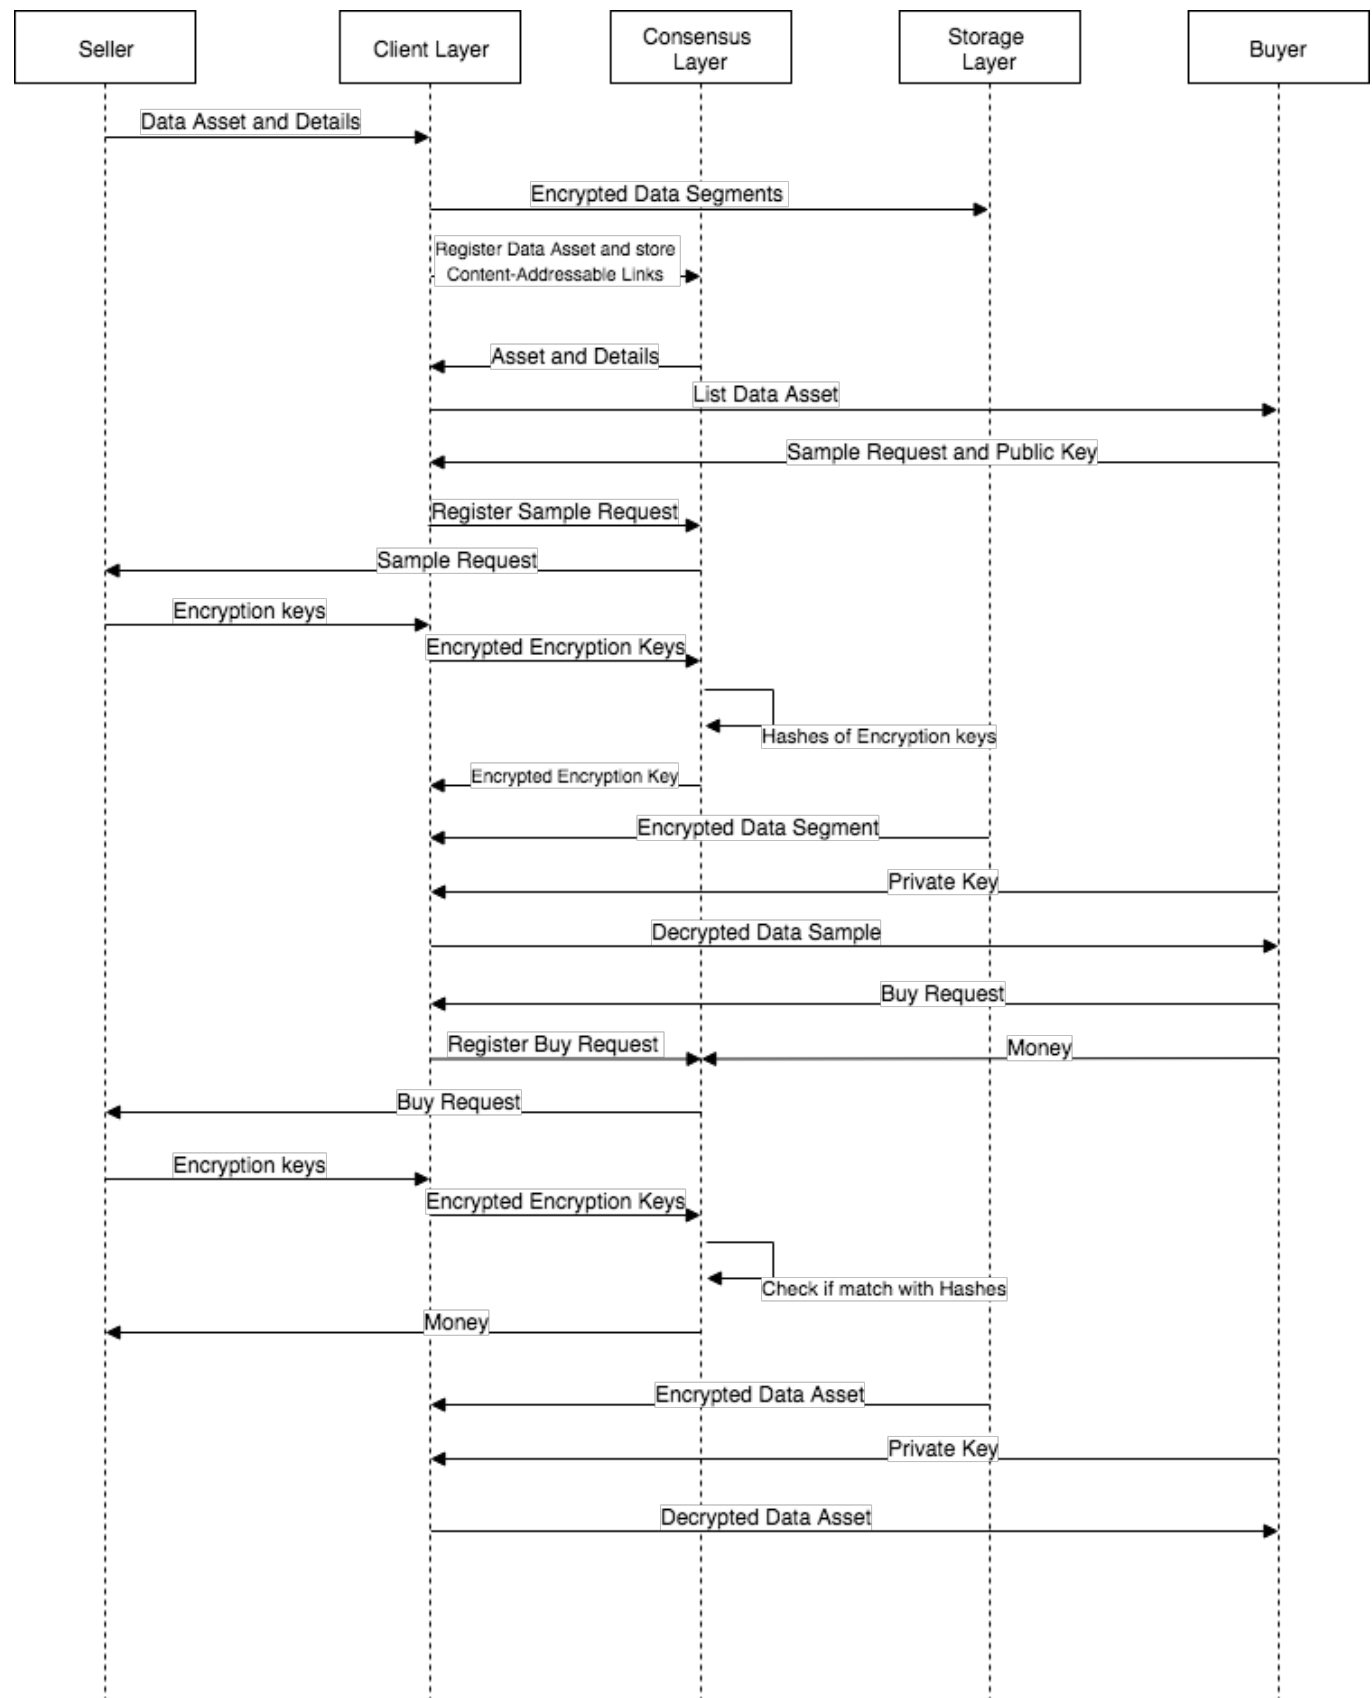 Seller
Client Layer
Consensus
Layer
Storage
Layer
Buyer
Data Asset and Details
Encrypted Data Segments
Register Data Asset and store
Content-Addressable Links
Asset and Details
List Data Asset
Sample Request and Public Key
Register Sample Request
Sample Request
Encryption keys
Encrypted Encryption Keys
Hashes of Encryption keys
Encrypted Encryption Key
Encrypted Data Segment
Private Key
Decrypted Data Sample
Buy Request
Register Buy Request
Money
Buy Request
Encryption keys
Encrypted Encryption Keys
Check if match with Hashes
Money
Encrypted Data Asset
Private Key
Decrypted Data Asset